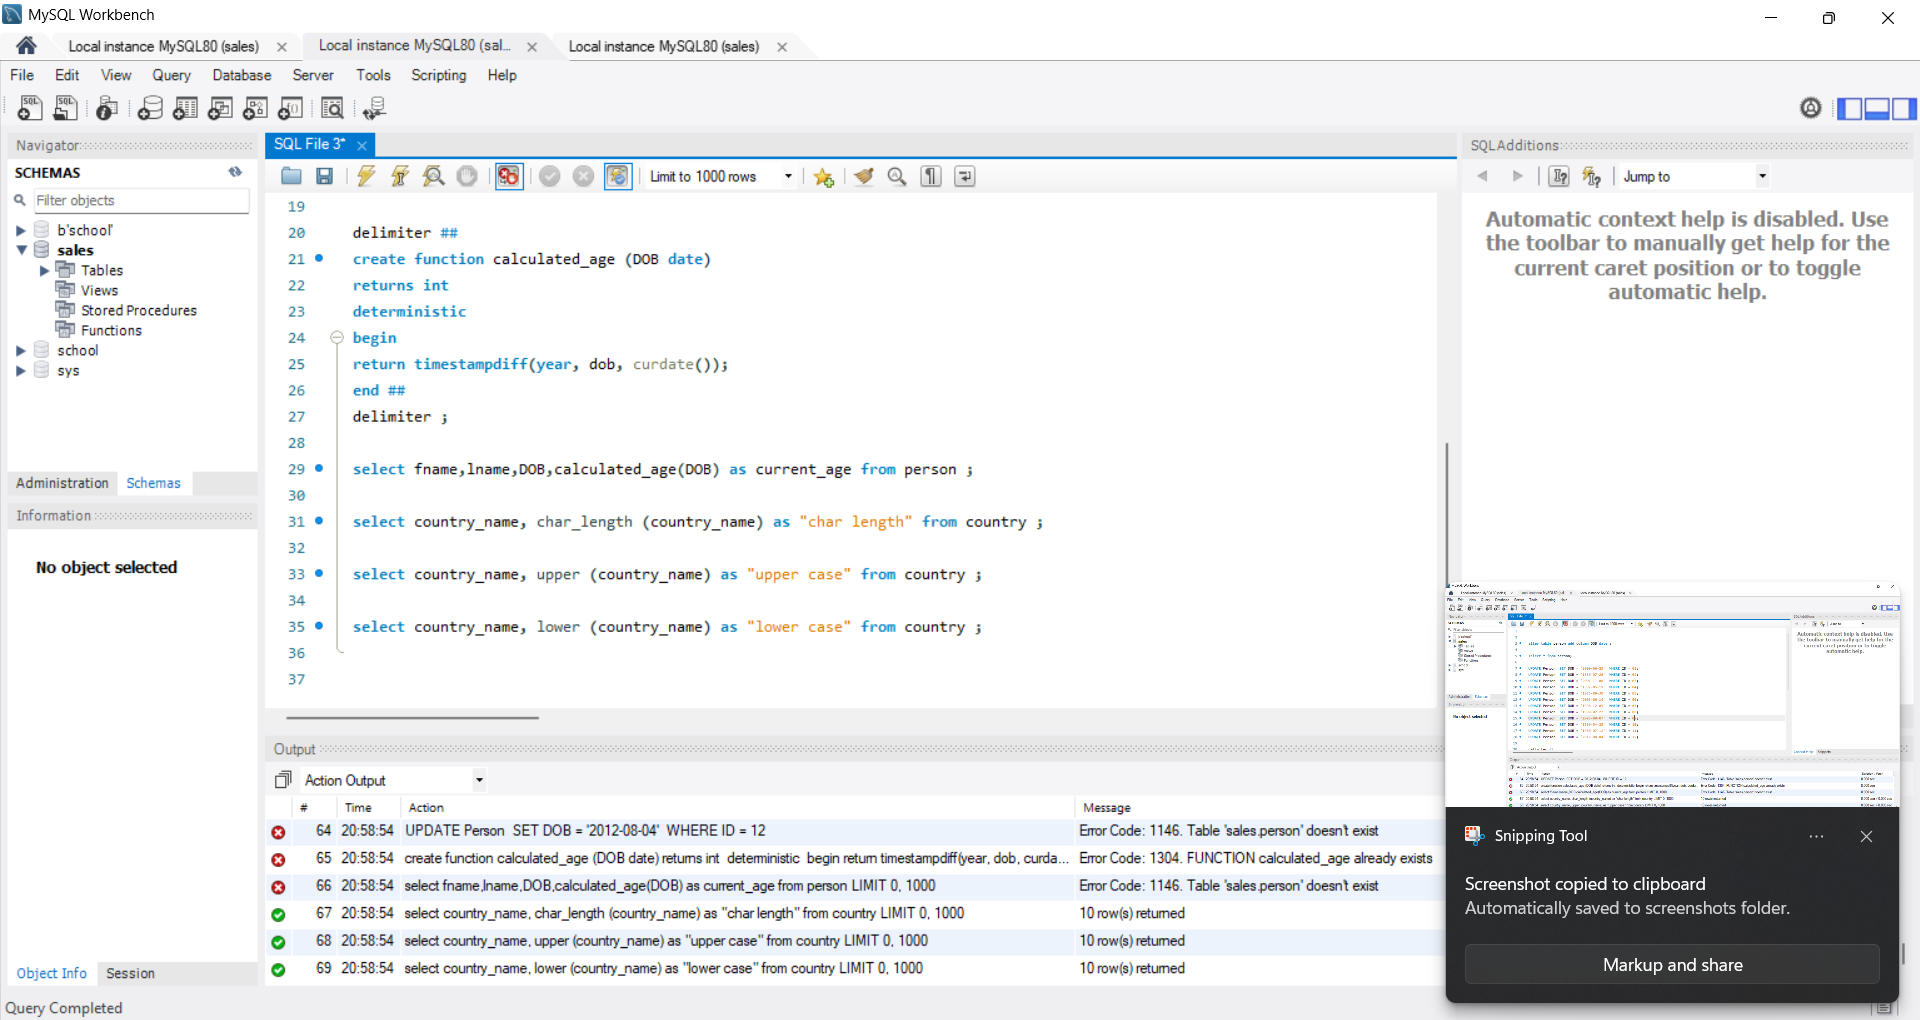 MySQL Workbench
Local instance MySQL80 (sales)
Local instance MySQL80 (sal...
Local instance MySQL80 (sales)
File Edit View Query Database Server Tools Scripting Help
Navigator
SCHEMAS
Filter objects
b'school'
sales
Tables
Views
Stored Procedures
Functions
school
sys
Administration Schemas
Information
No object selected
Object Info Session
Query Completed
SQL File 3*
Limit to 1000 rows
19
20 delimiter ##
21 create function calculated_age (DOB date)
22 returns int
23 deterministic
24 begin
25 return timestampdiff(year, dob, curdate());
26 end ##
27 delimiter ;
28
29 select fname,lname,DOB,calculated_age(DOB) as current_age from person ;
30
31 select country_name, char_length (country_name) as "char length" from country ;
32
33 select country_name, upper (country_name) as "upper case" from country ;
34
35 select country_name, lower (country_name) as "lower case" from country ;
36
37
Output
Action Output
# Time Action Message
64 20:58:54 UPDATE Person SET DOB = '2012-08-04' WHERE ID = 12 Error Code: 1146. Table 'sales.person' doesn't exist
65 20:58:54 create function calculated_age (DOB date) returns int deterministic begin return timestampdiff(year, dob, curda... Error Code: 1304. FUNCTION calculated_age already exists
66 20:58:54 select fname,lname,DOB,calculated_age(DOB) as current_age from person LIMIT 0, 1000 Error Code: 1146. Table 'sales.person' doesn't exist
67 20:58:54 select country_name, char_length (country_name) as "char length" from country LIMIT 0, 1000 10 row(s) returned
68 20:58:54 select country_name, upper (country_name) as "upper case" from country LIMIT 0, 1000 10 row(s) returned
69 20:58:54 select country_name, lower (country_name) as "lower case" from country LIMIT 0, 1000 10 row(s) returned
SQLAdditions
Jump to
Automatic context help is disabled. Use
the toolbar to manually get help for the
current caret position or to toggle
automatic help.
Snipping Tool
Screenshot copied to clipboard
Automatically saved to screenshots folder.
Markup and share